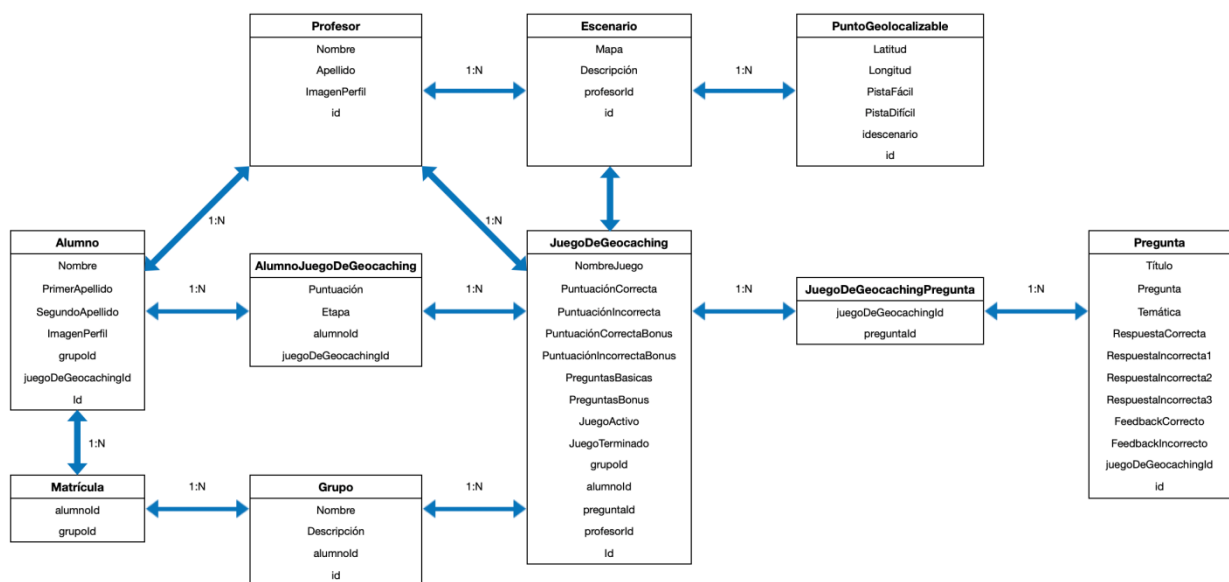 Profesor
Nombre
Apellido
ImagenPerfil
id
1:N
Escenario
Mapa
Descripción
profesorId
id
1:N
PuntoGeolocalizable
Latitud
Longitud
PistaFácil
PistaDifícil
idescenario
id
1:N
1:N
Alumno
Nombre
PrimerApellido
SegundoApellido
ImagenPerfil
grupoId
juegoDeGeocachingId
Id
1:N
AlumnoJuegoDeGeocaching
Puntuación
Etapa
alumnoId
juegoDeGeocachingId
1:N
JuegoDeGeocaching
NombreJuego
PuntuaciónCorrecta
PuntuaciónIncorrecta
PuntuaciónCorrectaBonus
PuntuaciónIncorrectaBonus
PreguntasBasicas
PreguntasBonus
JuegoActivo
JuegoTerminado
grupoId
alumnoId
preguntaId
profesorId
Id
1:N
JuegoDeGeocachingPregunta
juegoDeGeocachingId
preguntaId
1:N
Pregunta
Título
Pregunta
Temática
RespuestaCorrecta
RespuestaIncorrecta1
RespuestaIncorrecta2
RespuestaIncorrecta3
FeedbackCorrecto
FeedbackIncorrecto
juegoDeGeocachingId
id
1:N
Matrícula
alumnoId
grupoId
1:N
Grupo
Nombre
Descripción
alumnoId
id
1:N